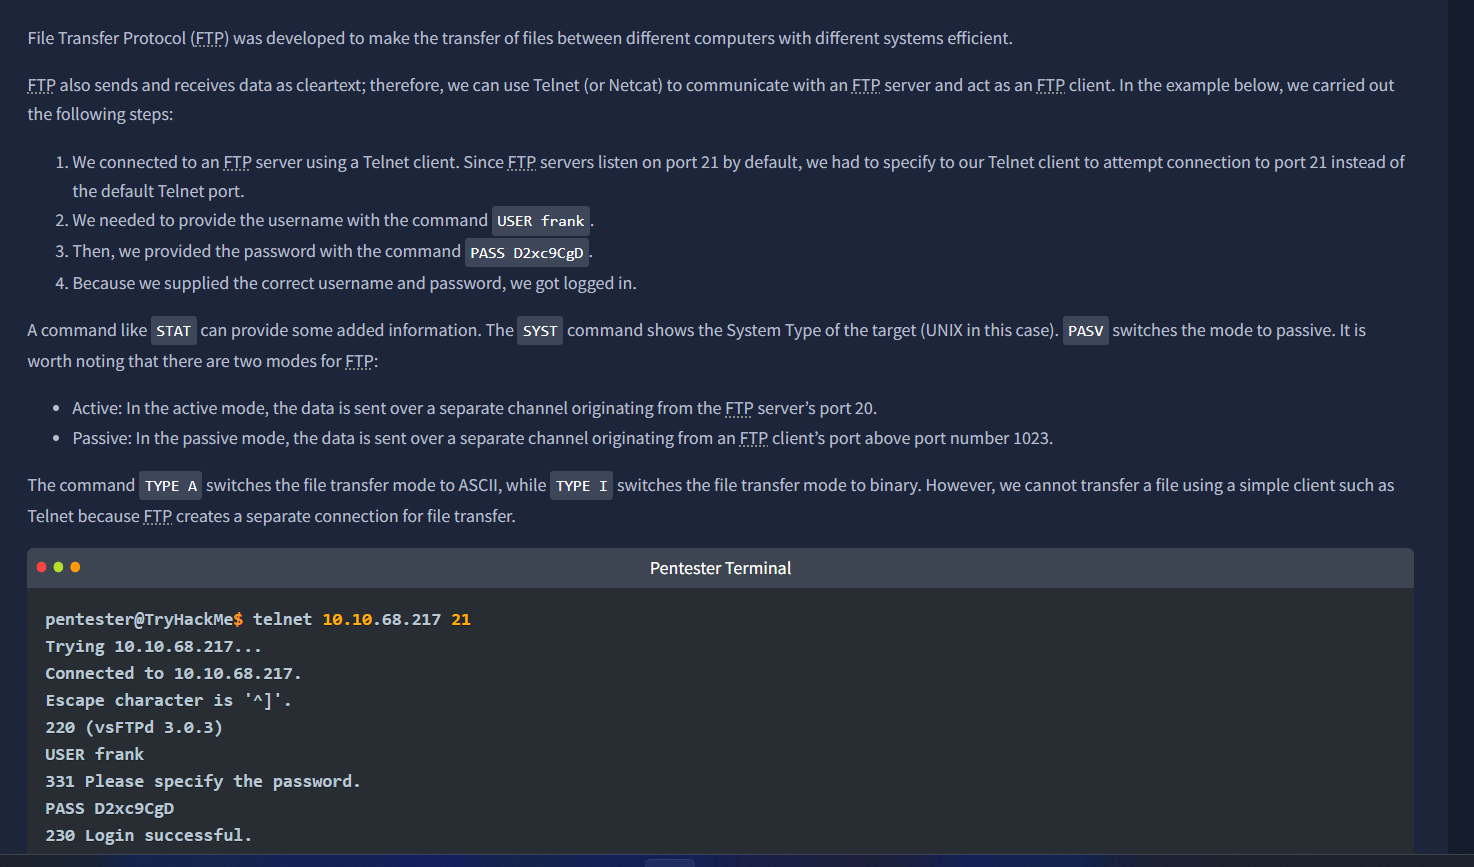 File Transfer Protocol (FTP) was developed to make the transfer of files between different computers with different systems efficient.
FTP also sends and receives data as cleartext; therefore, we can use Telnet (or Netcat) to communicate with an FTP server and act as an FTP client. In the example below, we carried out
the following steps:
1. We connected to an FTP server using a Telnet client. Since FTP servers listen on port 21 by default, we had to specify to our Telnet client to attempt connection to port 21 instead of
the default Telnet port.
2. We needed to provide the username with the command USER frank.
3. Then, we provided the password with the command PASS D2xc9CgD.
4. Because we supplied the correct username and password, we got logged in.
A command like STAT can provide some added information. The SYST command shows the System Type of the target (UNIX in this case). PASV switches the mode to passive. It is
worth noting that there are two modes for FTP:
• Active: In the active mode, the data is sent over a separate channel originating from the FTP server’s port 20.
• Passive: In the passive mode, the data is sent over a separate channel originating from an FTP client’s port above port number 1023.
The command TYPE A switches the file transfer mode to ASCII, while TYPE I switches the file transfer mode to binary. However, we cannot transfer a file using a simple client such as
Telnet because FTP creates a separate connection for file transfer.
Pentester Terminal
pentester@TryHackMe$ telnet 10.10.68.217 21
Trying 10.10.68.217...
Connected to 10.10.68.217.
Escape character is '^]'.
220 (vsFTPd 3.0.3)
USER frank
331 Please specify the password.
PASS D2xc9CgD
230 Login successful.